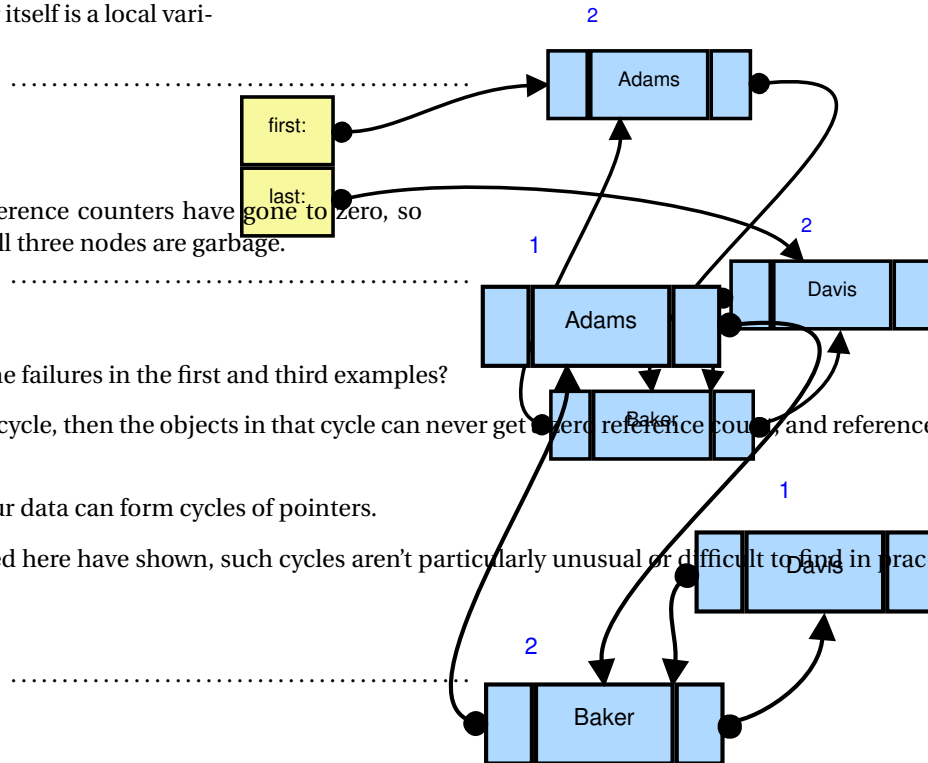 itself is a local vari-
2
Adams
first:
last:
erence counters have gone to zero, so
2
ll three nodes are garbage.
1
Davis
Adams
ne failures in the first and third examples?
Baker
cycle, then the objects in that cycle can never get a zero reference count, and reference
1
ur data can form cycles of pointers.
ed here have shown, such cycles aren't particularly unusual or difficult to find in prac
Davis
2
Baker